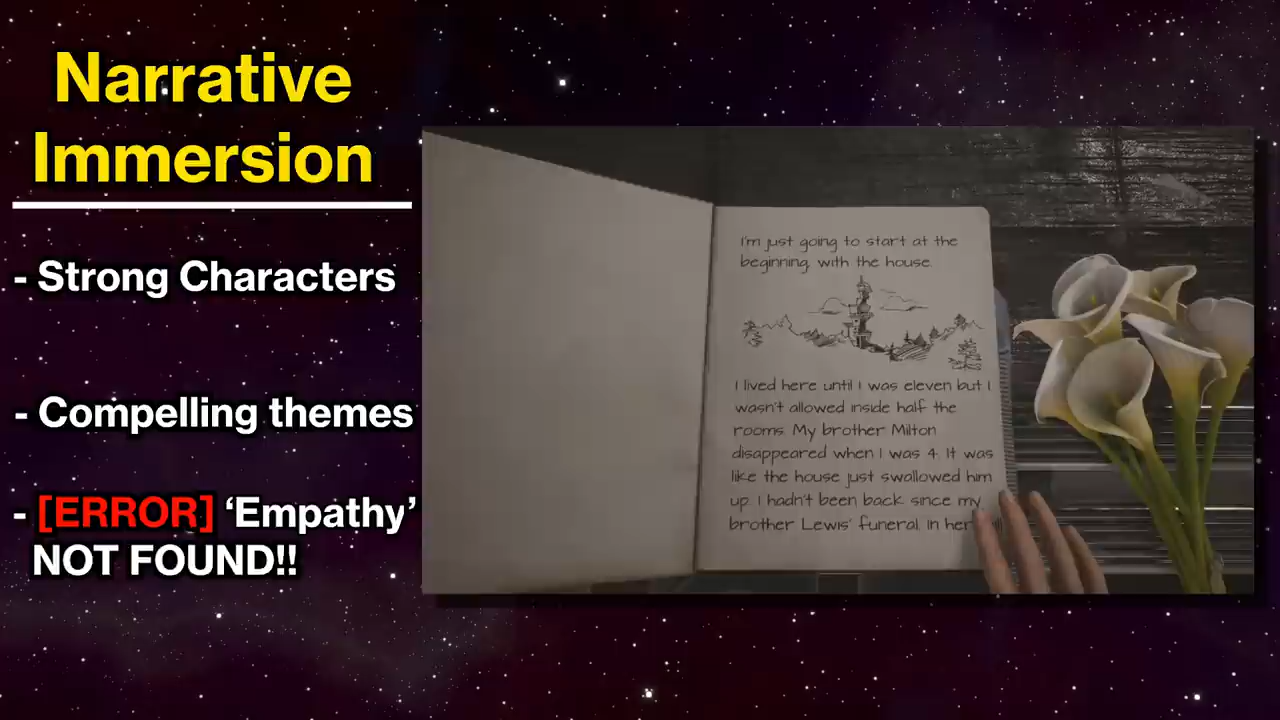 Narrative
Immersion
- Strong Characters
- Compelling themes
- [ERROR] ‘Empathy’
NOT FOUND!!
I'm just going to start at the
beginning, with the house.
I lived here until I was eleven but I
wasn't allowed inside half the
rooms. My brother Milton
disappeared when I was 4. It was
like the house just swallowed him
up. I hadn't been back since my
brother Lewis' funeral. In her